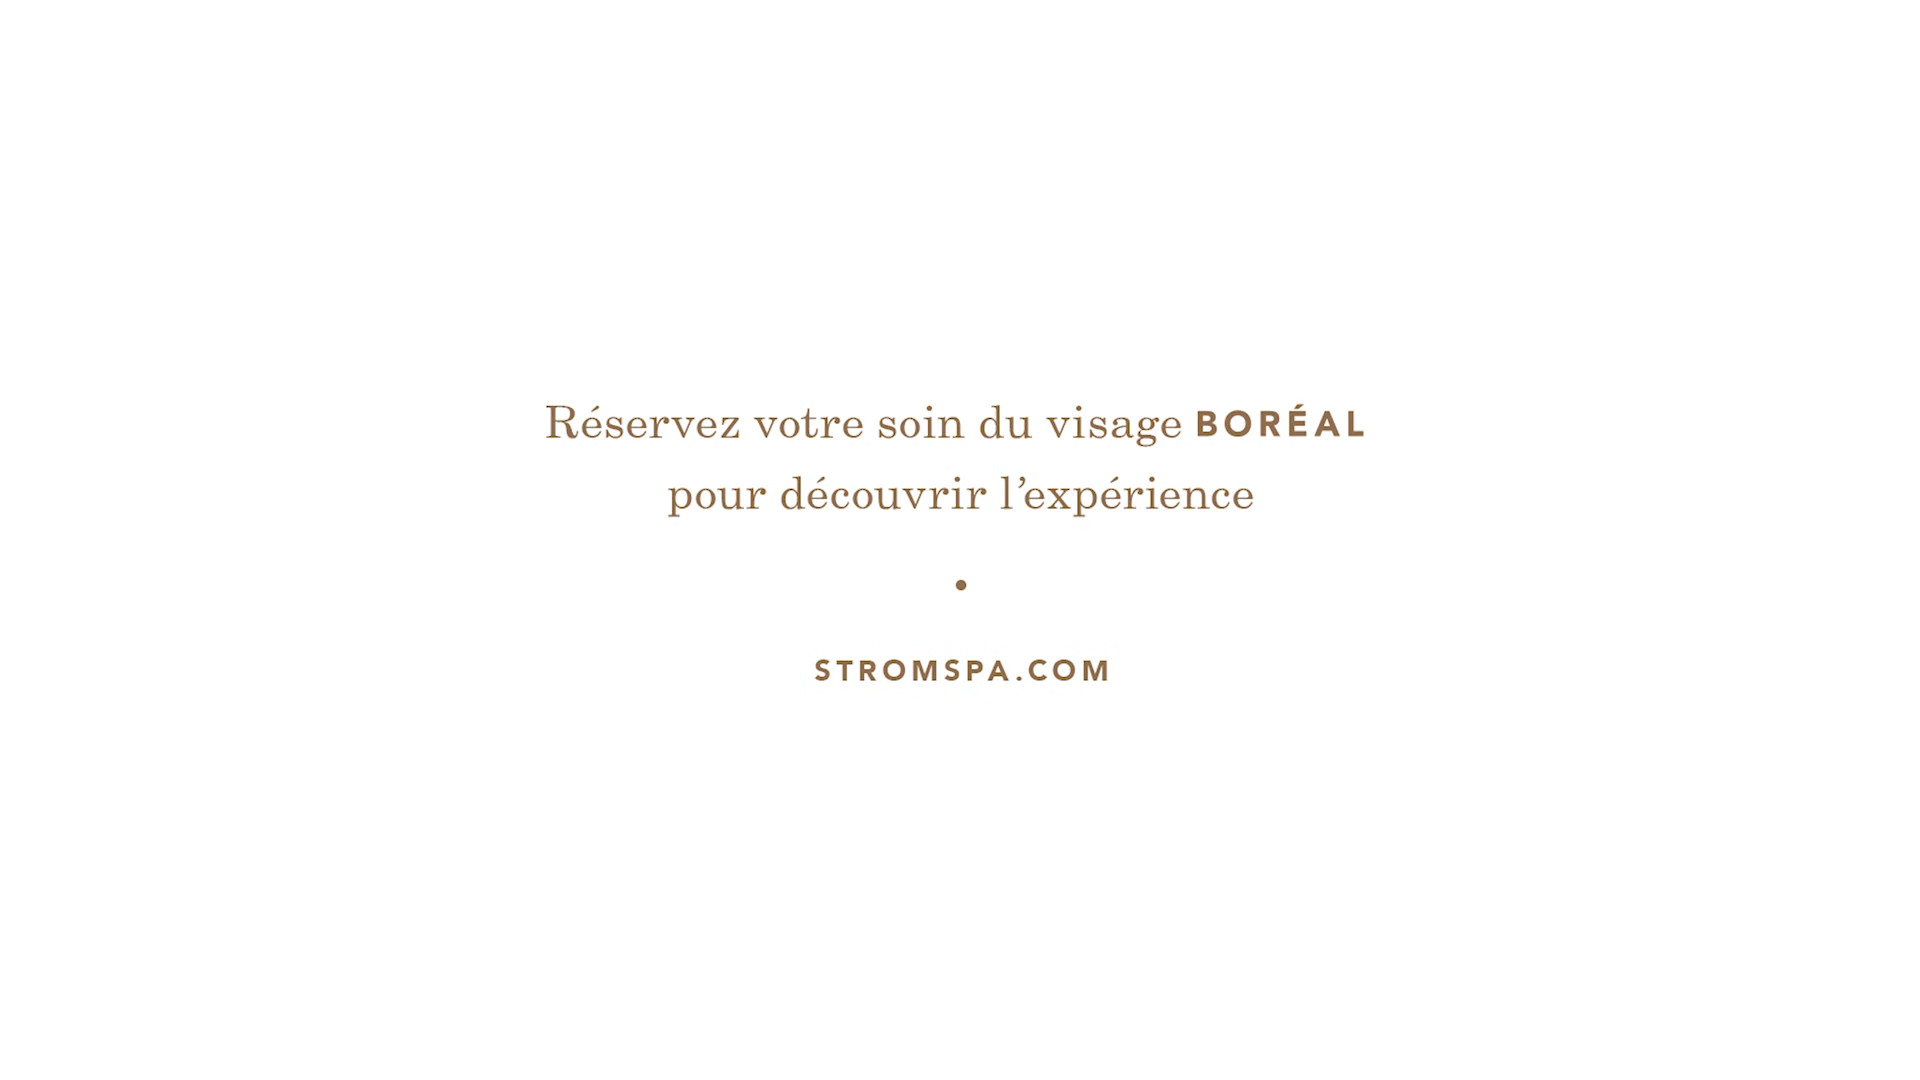 Réservez votre soin du visage BORÉAL
pour découvrir l’expérience
•
STROMSPA.COM